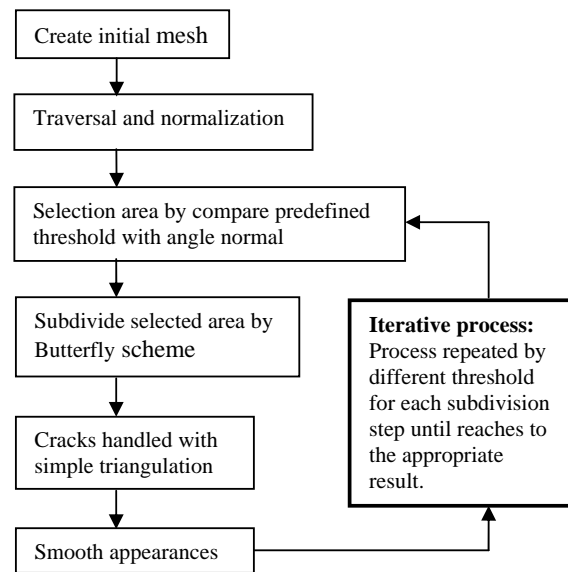 Create initial mesh
Traversal and normalization
Selection area by compare predefined
threshold with angle normal
Subdivide selected area by
Butterfly scheme
Iterative process:
Process repeated by
different threshold
for each subdivision
step until reaches to
the appropriate
result.
Cracks handled with
simple triangulation
Smooth appearances